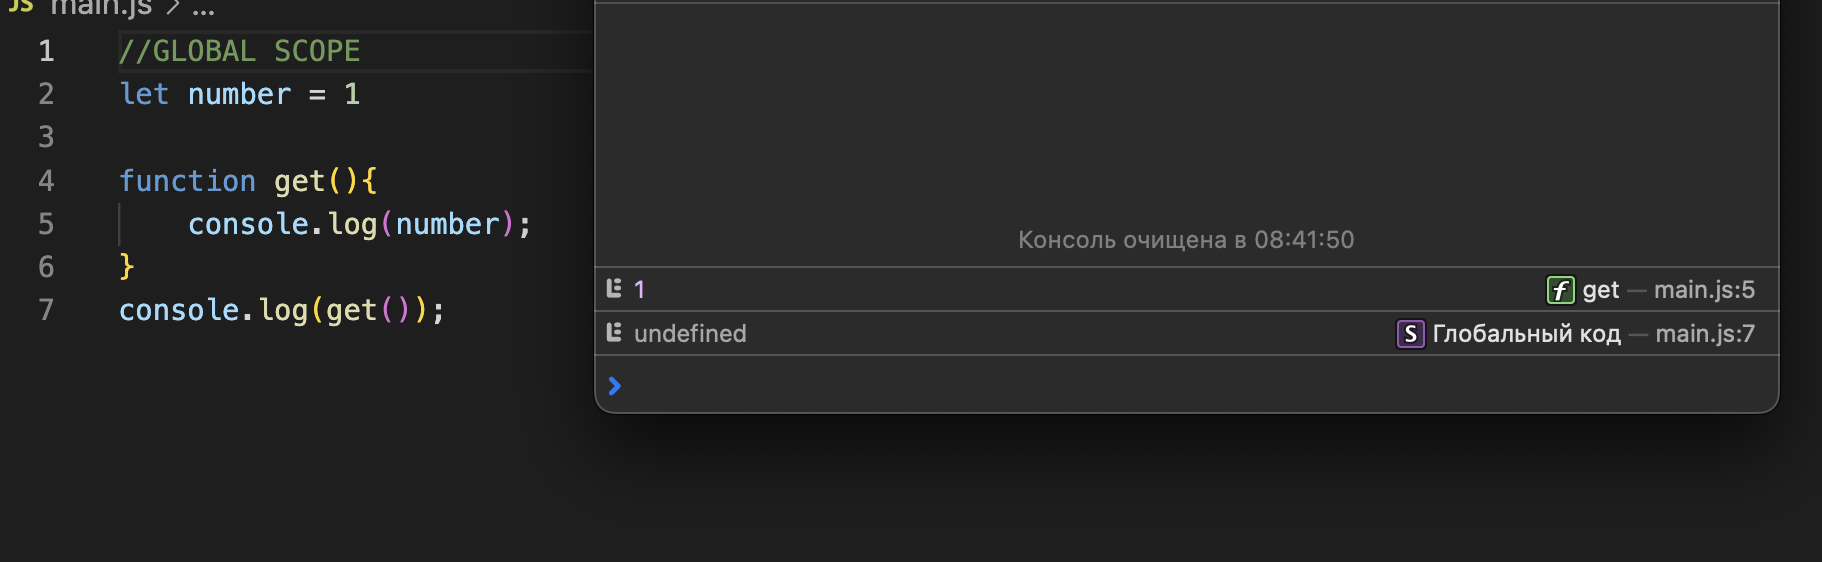 JS main.js > ...
1 //GLOBAL SCOPE
2 let number = 1
3
4 function get(){
5 console.log(number);
6 }
7 console.log(get());
Консоль очищена в 08:41:50
1 f get — main.js:5
undefined S Глобальный код — main.js:7
>